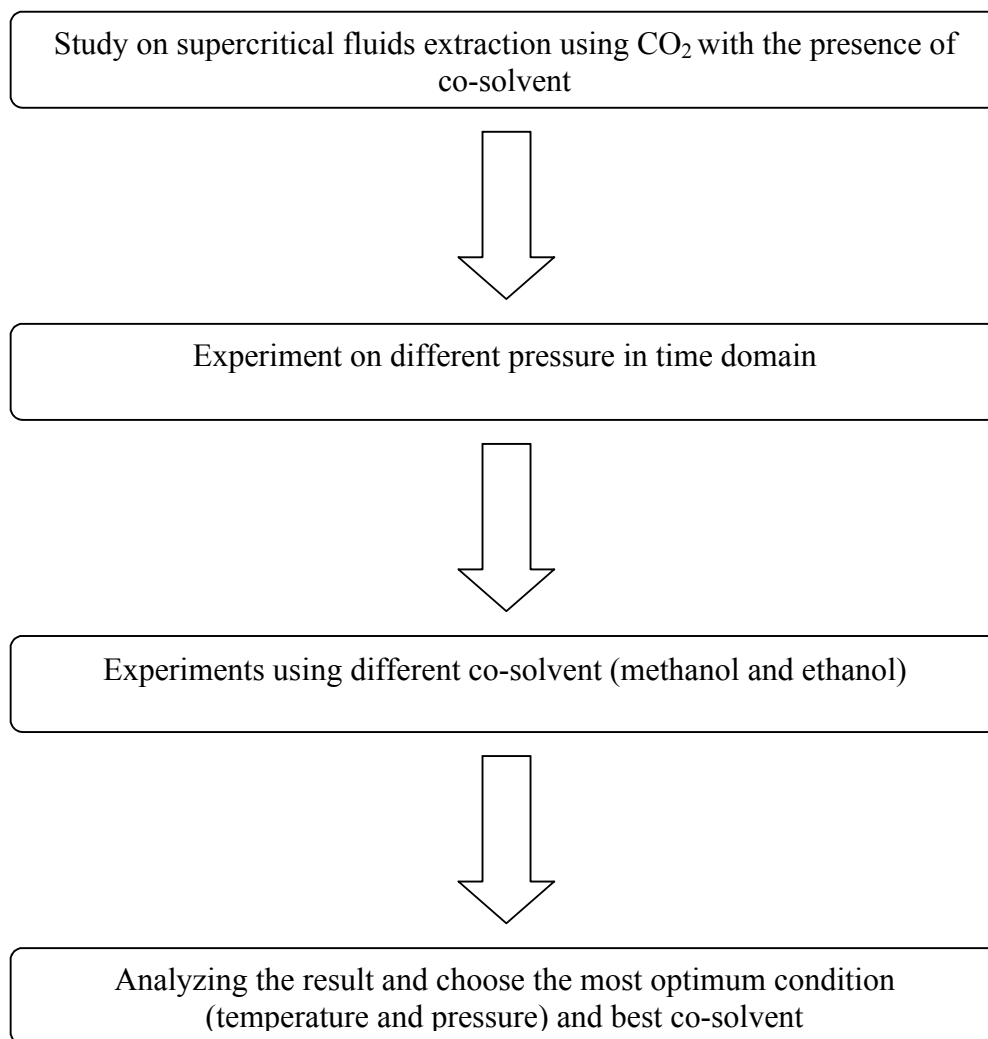 Study on supercritical fluids extraction using CO₂ with the presence of
co-solvent
Experiment on different pressure in time domain
Experiments using different co-solvent (methanol and ethanol)
Analyzing the result and choose the most optimum condition
(temperature and pressure) and best co-solvent